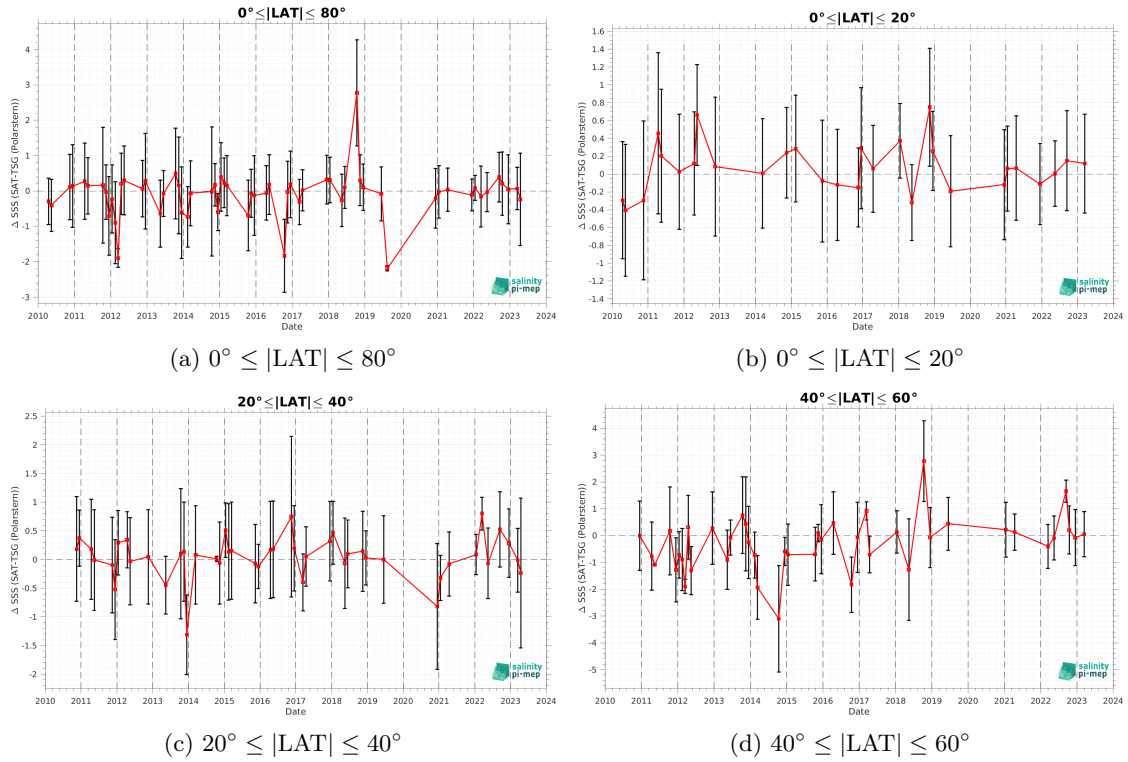 0°≤|LAT|≤ 80°
Δ SSS (SAT-TSG (Polarstern))
4
3
2
1
0
-1
-2
-3
2010 2011 2012 2013 2014 2015 2016 2017 2018 2019 2020 2021 2022 2023 2024
Date
salinity
pi-mep
(a) 0° ≤ |LAT| ≤ 80°
0°≤|LAT|≤ 20°
Δ SSS (SAT-TSG (Polarstern))
1.6
1.4
1.2
1
0.8
0.6
0.4
0.2
0
-0.2
-0.4
-0.6
-0.8
-1
-1.2
-1.4
2010 2011 2012 2013 2014 2015 2016 2017 2018 2019 2020 2021 2022 2023 2024
Date
salinity
pi-mep
(b) 0° ≤ |LAT| ≤ 20°
20°≤|LAT|≤ 40°
Δ SSS (SAT-TSG (Polarstern))
2.5
2
1.5
1
0.5
0
-0.5
-1
-1.5
-2
2010 2011 2012 2013 2014 2015 2016 2017 2018 2019 2020 2021 2022 2023 2024
Date
salinity
pi-mep
(c) 20° ≤ |LAT| ≤ 40°
40°≤|LAT|≤ 60°
Δ SSS (SAT-TSG (Polarstern))
4
3
2
1
0
-1
-2
-3
-4
-5
2010 2011 2012 2013 2014 2015 2016 2017 2018 2019 2020 2021 2022 2023 2024
Date
salinity
pi-mep
(d) 40° ≤ |LAT| ≤ 60°